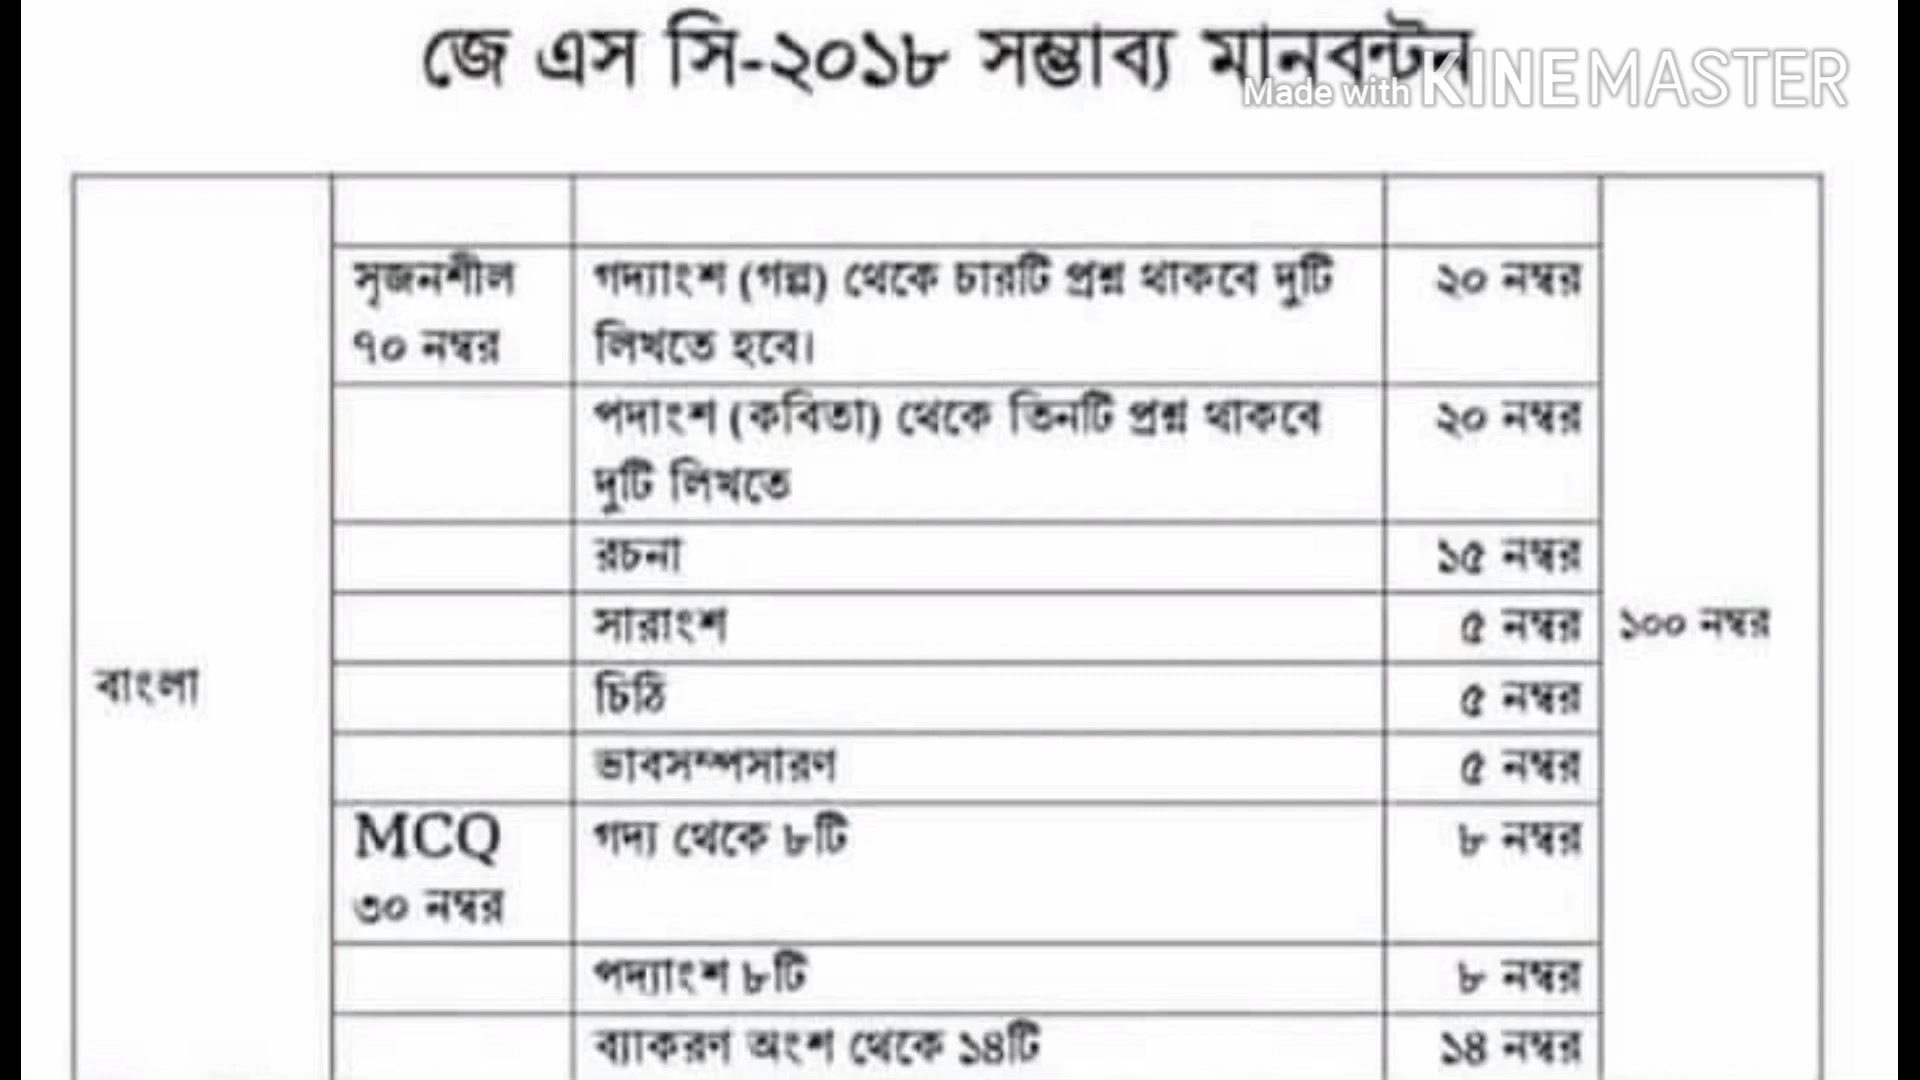 জে এস সি-২০১৮ সম্ভাব্য মানবন্টন
Made with KINEMASTER
সৃজনশীল
৭০ নম্বর
গদ্যাংশ (গল্প) থেকে চারটি প্রশ্ন থাকবে দুটি
লিখতে হবে।
২০ নম্বর
পদাংশ (কবিতা) থেকে তিনটি প্রশ্ন থাকবে
দুটি লিখতে
২০ নম্বর
রচনা
১৫ নম্বর
সারাংশ
৫ নম্বর
১০০ নম্বর
বাংলা
চিঠি
৫ নম্বর
ভাবসম্পসারণ
৫ নম্বর
MCQ
৩০ নম্বর
গদ্য থেকে ৮টি
৮ নম্বর
পদ্যাংশ ৮টি
৮ নম্বর
ব্যাকরণ অংশ থেকে ১৪টি
১৪ নম্বর